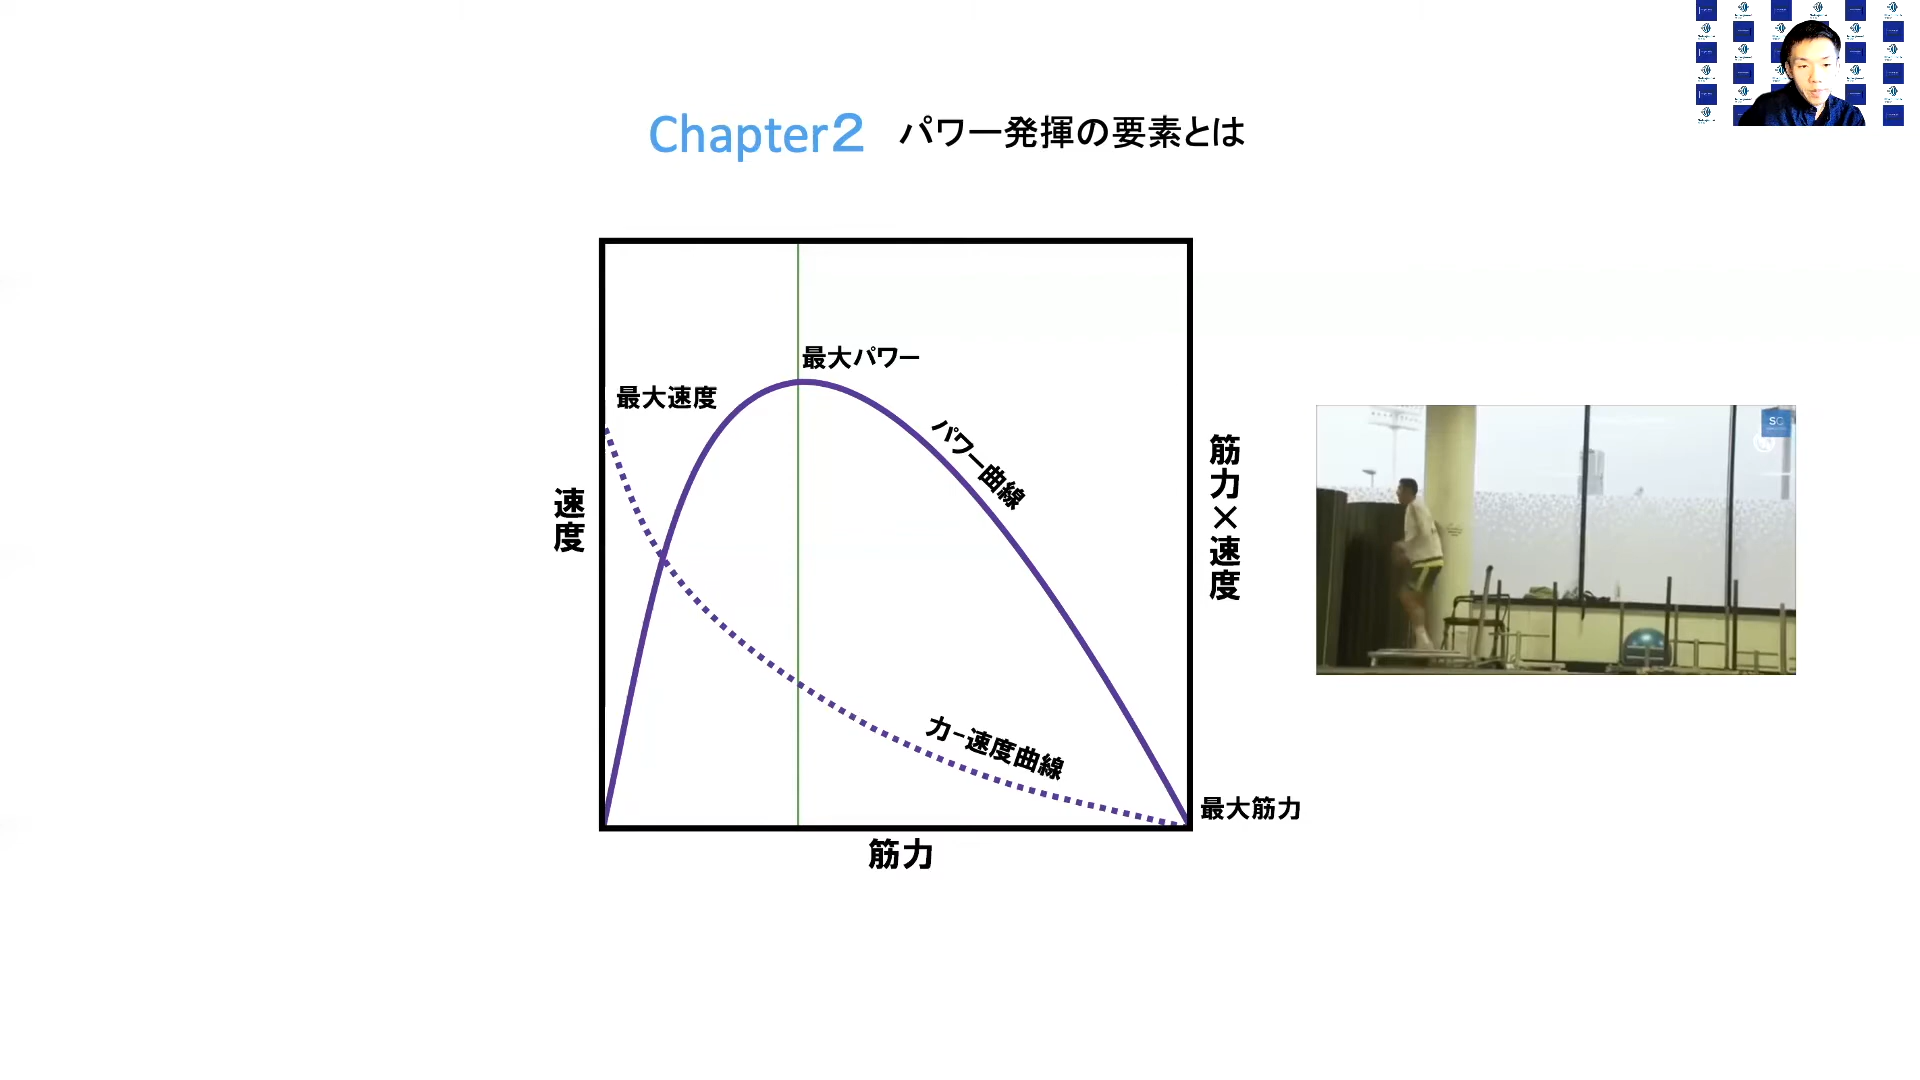 Chapter2 パワー発揮の要素とは
最大パワー
最大速度
パワー曲線
速度
筋力×速度
力-速度曲線
最大筋力
筋力
SC